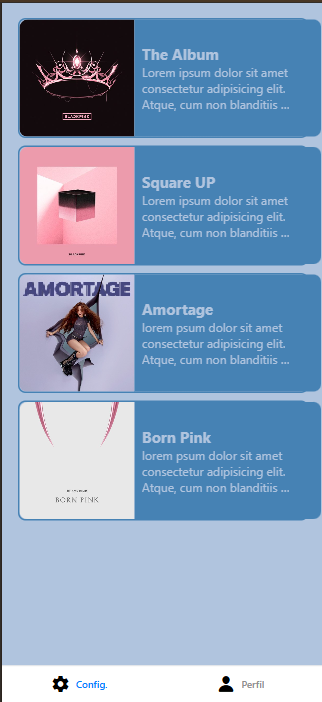 The Album
Lorem ipsum dolor sit amet
consectetur adipisicing elit.
Atque, cum non blanditiis ...
BLACKPINK
Square UP
Lorem ipsum dolor sit amet
consectetur adipisicing elit.
Atque, cum non blanditiis ...
AMORTAGE
Amortage
lorem psum dolor sit amet
consectetur adipisicing elit.
Atque, cum non blanditiis ...
Born Pink
Lorem ipsum dolor sit amet
consectetur adipisicing elit.
Atque, cum non blanditiis ...
BORN PINK
Config.
Perfil